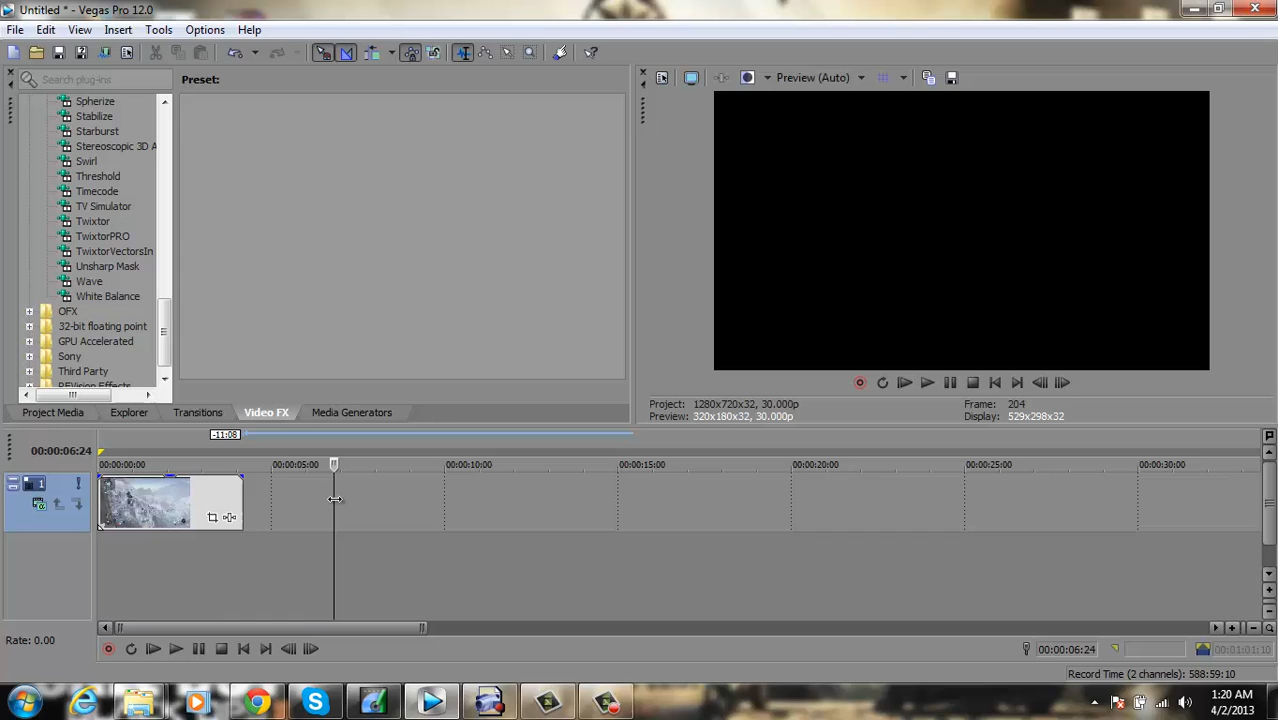 Untitled * - Vegas Pro 12.0
File Edit View Insert Tools Options Help
Search plug-ins
Preset:
Preview (Auto)
Spherize
Stabilize
Starburst
Stereoscopic 3D A
Swirl
Threshold
Timecode
TV Simulator
Twixtor
TwixtorPRO
TwixtorVectorsIn
Unsharp Mask
Wave
White Balance
OFX
32-bit floating point
GPU Accelerated
Sony
Third Party
REVision Effects
Project Media Explorer Transitions Video FX Media Generators
Project: 1280x720x32, 30.000p Frame: 204
Preview: 320x180x32, 30.000p Display: 529x298x32
-11:08
00:00:06:24
00:00:00:00 00:00:05:00 00:00:10:00 00:00:15:00 00:00:20:00 00:00:25:00 00:00:30:00
1
Rate: 0.00
00:00:06:24 00:01:01:10
Record Time (2 channels): 588:59:10
1:20 AM
4/2/2013